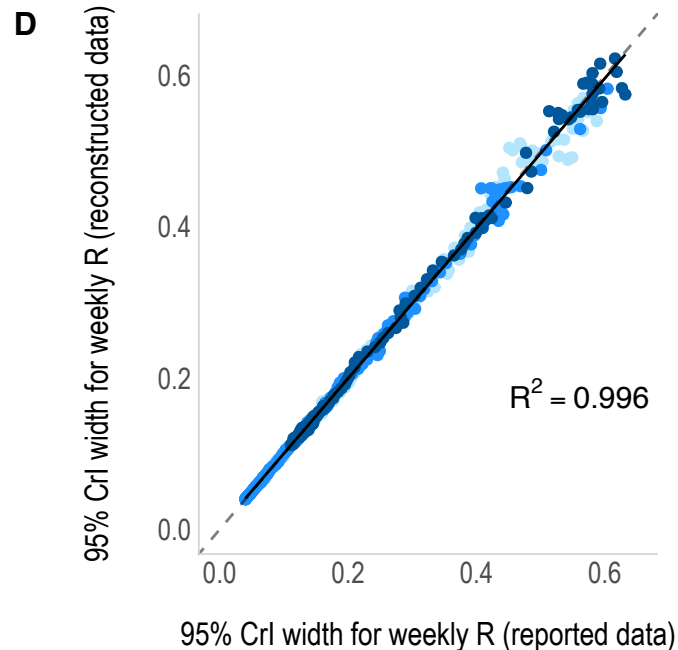 D
95% CrI width for weekly R (reconstructed data)
0.6
0.4
0.2
0.0
R² = 0.996
0.0 0.2 0.4 0.6
95% CrI width for weekly R (reported data)